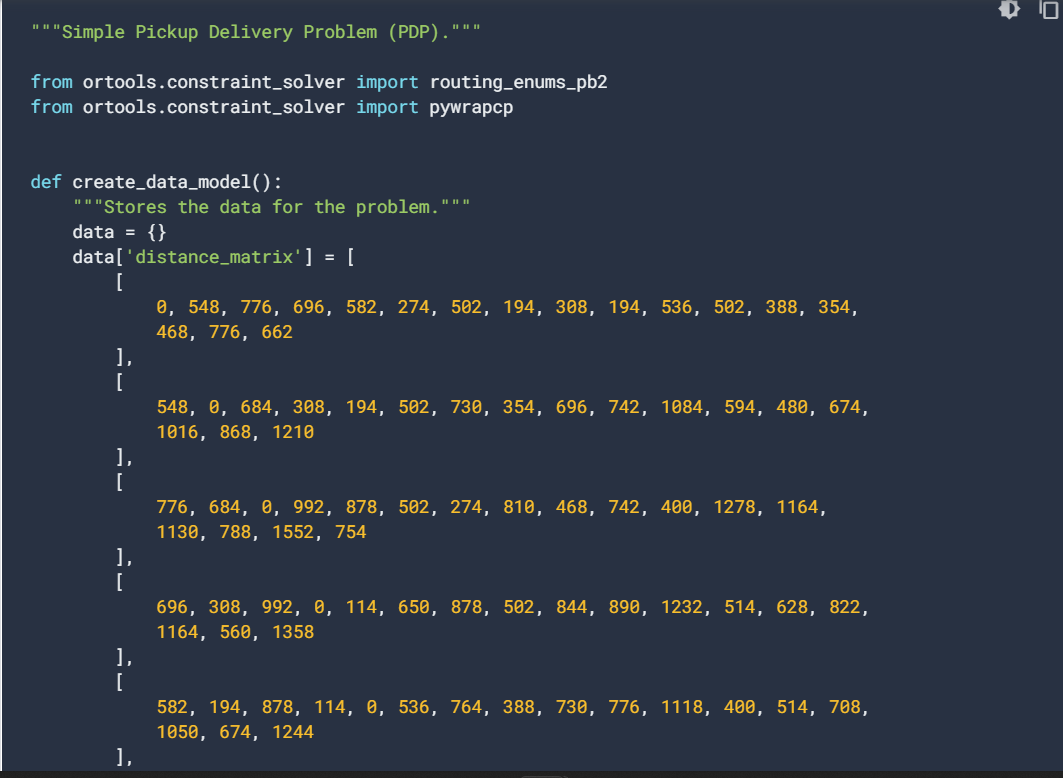 """Simple Pickup Delivery Problem (PDP)."""

from ortools.constraint_solver import routing_enums_pb2
from ortools.constraint_solver import pywrapcp


def create_data_model():
    """Stores the data for the problem."""
    data = {}
    data['distance_matrix'] = [
        [
            0, 548, 776, 696, 582, 274, 502, 194, 308, 194, 536, 502, 388, 354,
            468, 776, 662
        ],
        [
            548, 0, 684, 308, 194, 502, 730, 354, 696, 742, 1084, 594, 480, 674,
            1016, 868, 1210
        ],
        [
            776, 684, 0, 992, 878, 502, 274, 810, 468, 742, 400, 1278, 1164,
            1130, 788, 1552, 754
        ],
        [
            696, 308, 992, 0, 114, 650, 878, 502, 844, 890, 1232, 514, 628, 822,
            1164, 560, 1358
        ],
        [
            582, 194, 878, 114, 0, 536, 764, 388, 730, 776, 1118, 400, 514, 708,
            1050, 674, 1244
        ],